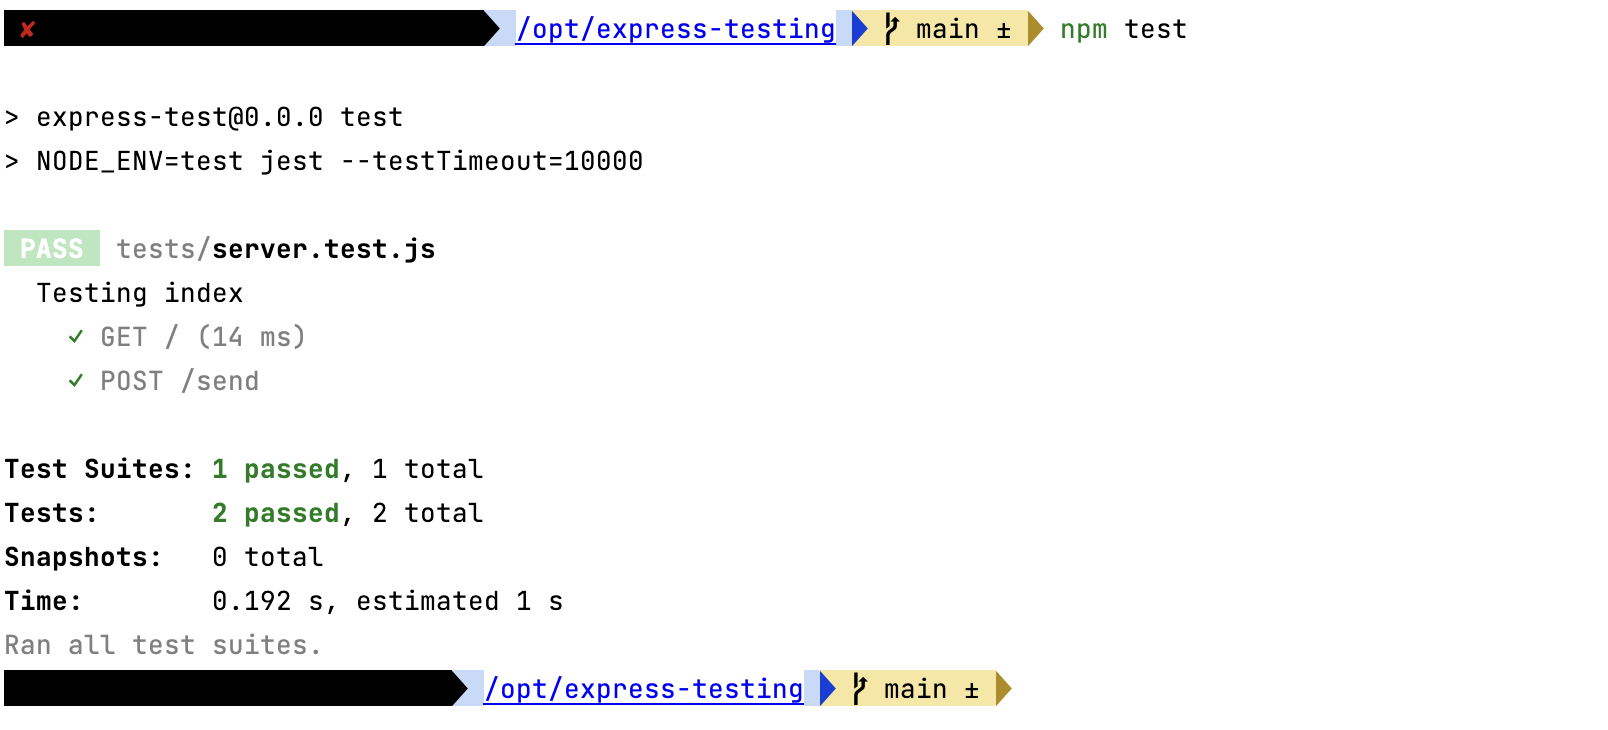 ✘ /opt/express-testing main ± npm test
> express-test@0.0.0 test
> NODE_ENV=test jest --testTimeout=10000
PASS tests/server.test.js
Testing index
✓ GET / (14 ms)
✓ POST /send
Test Suites: 1 passed, 1 total
Tests: 2 passed, 2 total
Snapshots: 0 total
Time: 0.192 s, estimated 1 s
Ran all test suites.
/opt/express-testing main ±